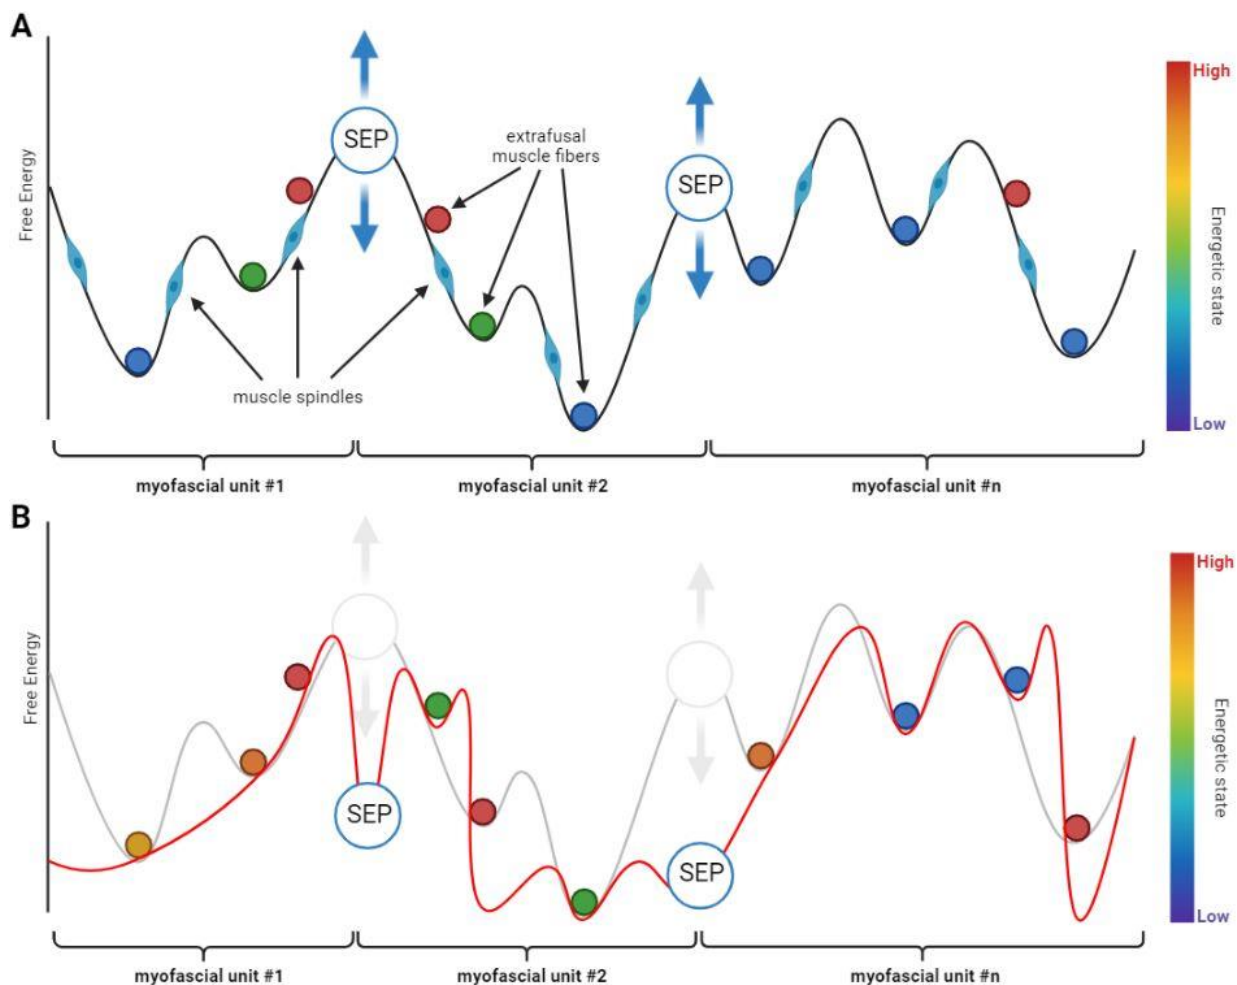 A
High
SEP
extrafusal
muscle fibers
SEP
Free Energy
Energetic state
muscle spindles
Low
myofascial unit #1
myofascial unit #2
myofascial unit #n
B
High
Free Energy
Energetic state
SEP
SEP
Low
myofascial unit #1
myofascial unit #2
myofascial unit #n